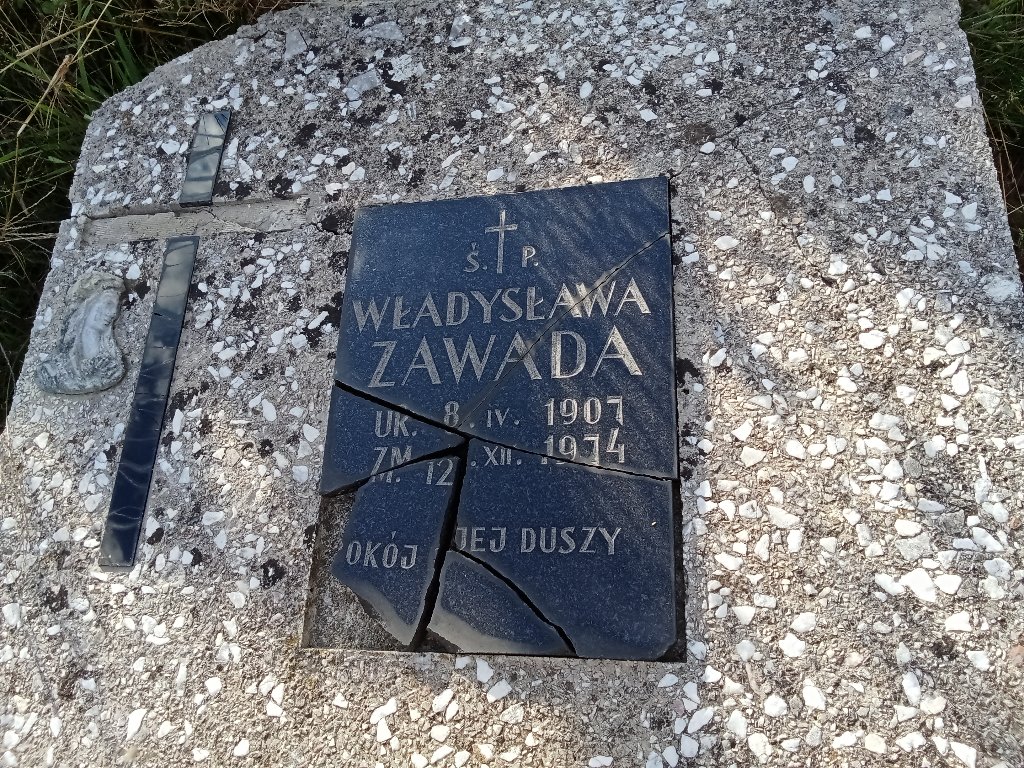 Ś. P.
WŁADYSŁAWA
ZAWADA
UR. 8. IV. 1907
ZM. 12. XII. 1974
OKÓJ JEJ DUSZY